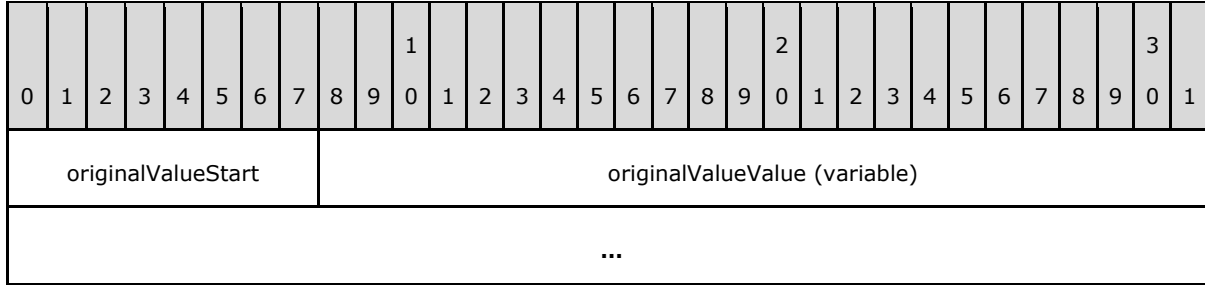 1 2 3
0 1 2 3 4 5 6 7 8 9 0 1 2 3 4 5 6 7 8 9 0 1 2 3 4 5 6 7 8 9 0 1
originalValueStart originalValueValue (variable)
...